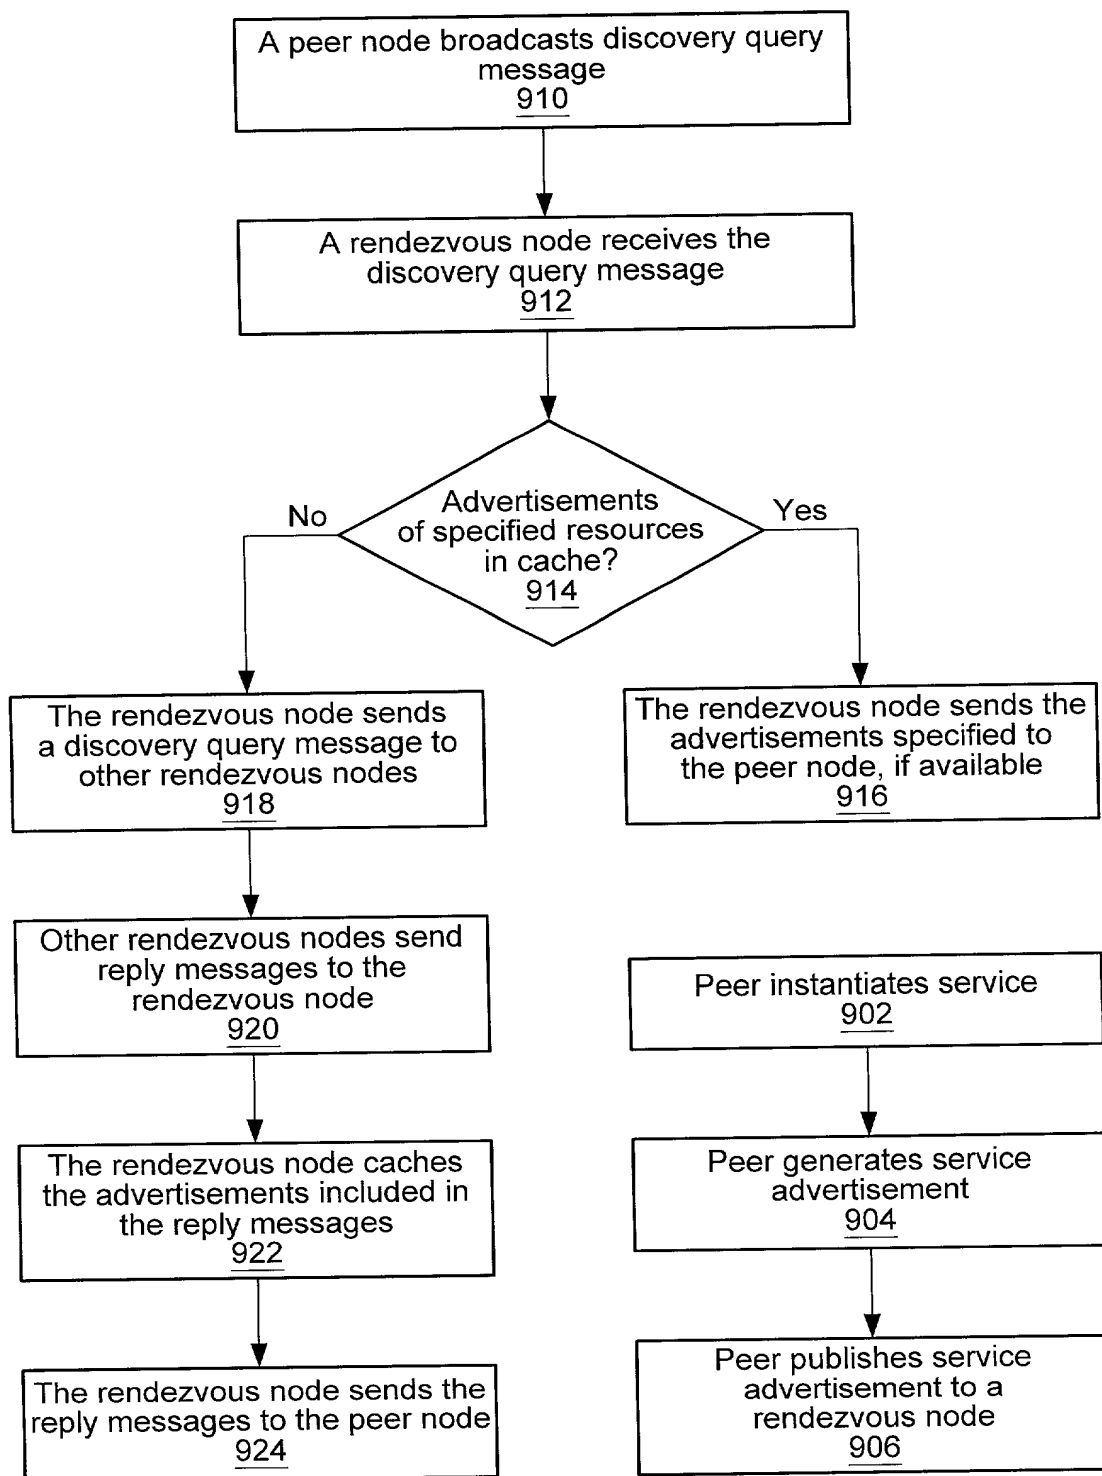 A peer node broadcasts discovery query
message
910
A rendezvous node receives the
discovery query message
912
Advertisements
of specified resources
in cache?
914
No
Yes
The rendezvous node sends
a discovery query message to
other rendezvous nodes
918
The rendezvous node sends the
advertisements specified to
the peer node, if available
916
Other rendezvous nodes send
reply messages to the
rendezvous node
920
The rendezvous node caches
the advertisements included in
the reply messages
922
The rendezvous node sends the
reply messages to the peer node
924
Peer instantiates service
902
Peer generates service
advertisement
904
Peer publishes service
advertisement to a
rendezvous node
906